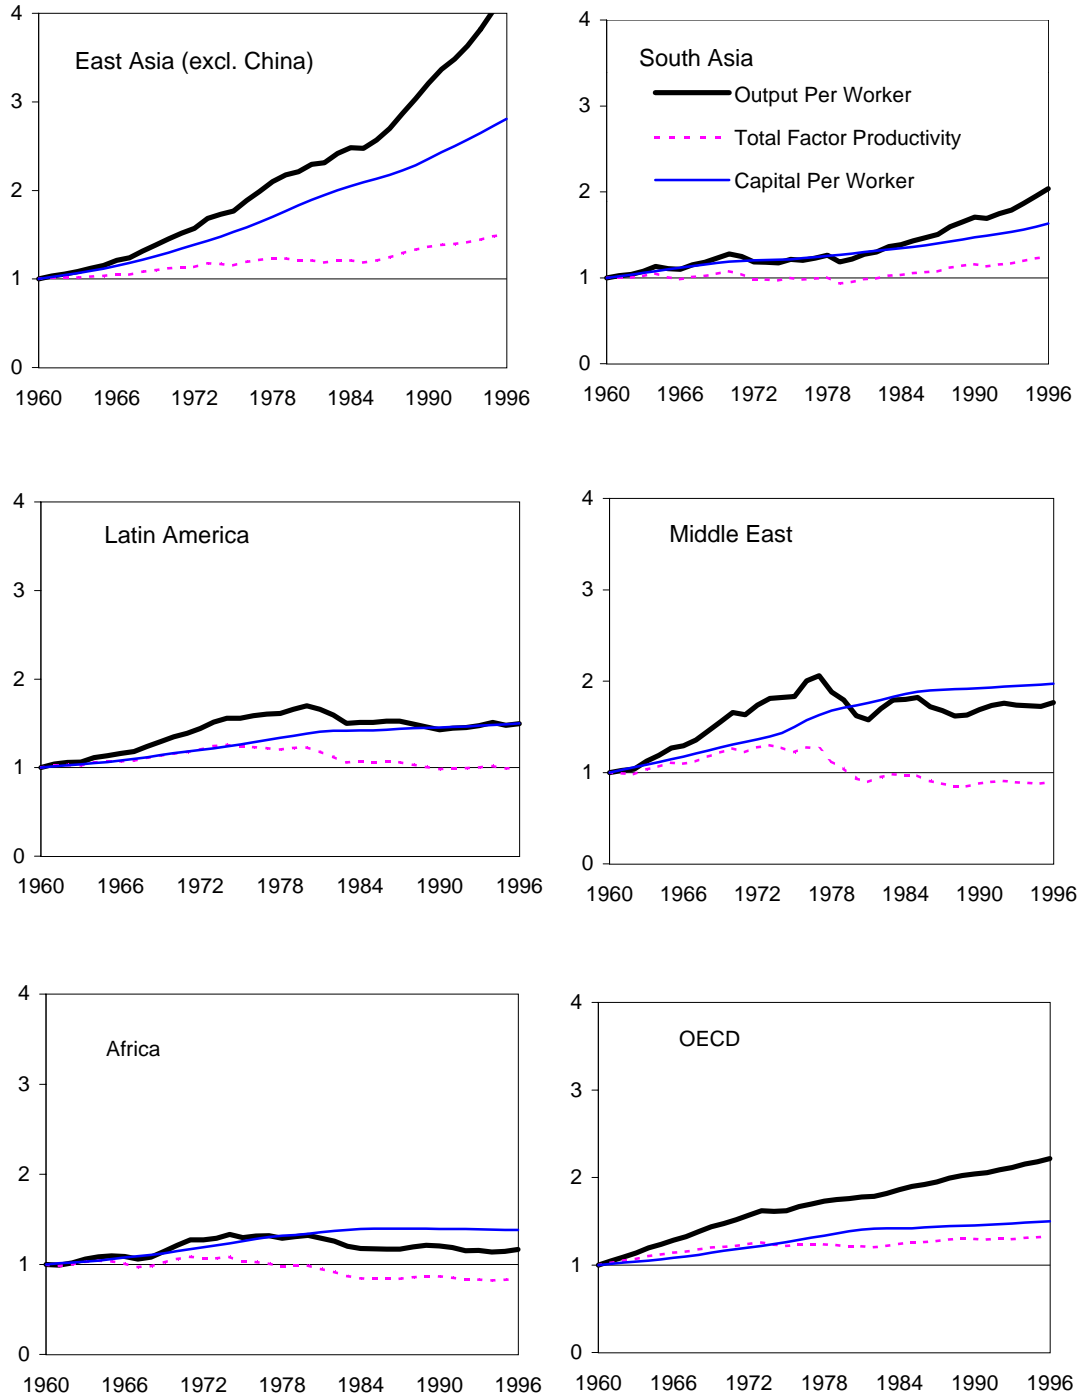 East Asia (excl. China)
4
3
2
1
0
1960 1966 1972 1978 1984 1990 1996
South Asia
Output Per Worker
Total Factor Productivity
Capital Per Worker
4
3
2
1
0
1960 1966 1972 1978 1984 1990 1996
Latin America
4
3
2
1
0
1960 1966 1972 1978 1984 1990 1996
Middle East
4
3
2
1
0
1960 1966 1972 1978 1984 1990 1996
Africa
4
3
2
1
0
1960 1966 1972 1978 1984 1990 1996
OECD
4
3
2
1
0
1960 1966 1972 1978 1984 1990 1996